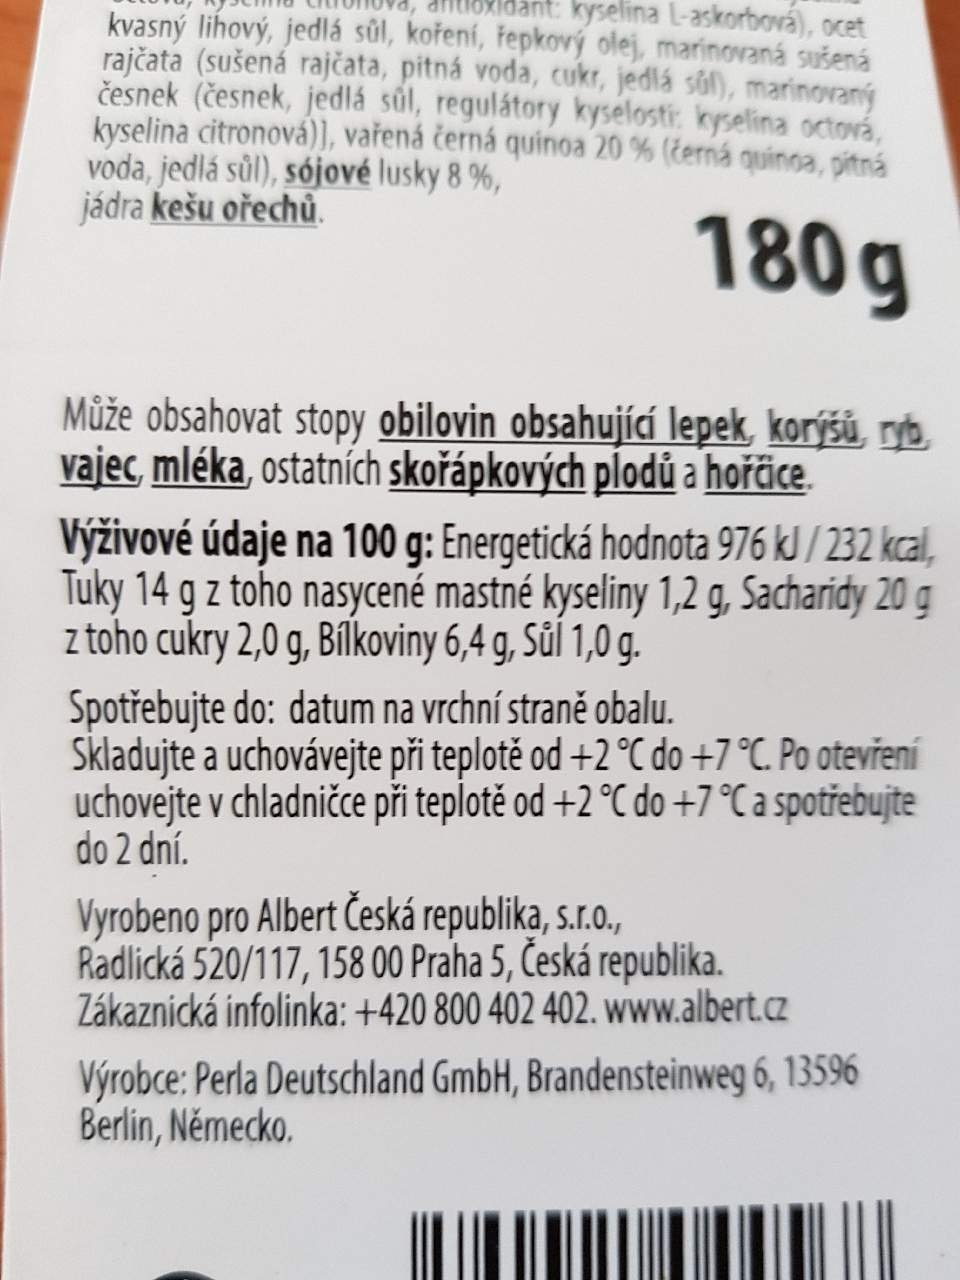 kyselina citronová, antioxidant: kyselina L-askorbová), ocet
kvasný lihový, jedlá sůl, koření, řepkový olej, marinovaná sušená
rajčata (sušená rajčata, pitná voda, cukr, jedlá sůl), marinovaný
česnek (česnek, jedlá sůl, regulátory kyselosti: kyselina octová,
kyselina citronová)], vařená černá quinoa 20 % (černá quinoa, pitná
voda, jedlá sůl), sójové lusky 8 %,
jádra kešu ořechů.
180 g
Může obsahovat stopy obilovin obsahující lepek, korýšů, ryb,
vajec, mléka, ostatních skořápkových plodů a hořčice.
Výživové údaje na 100 g: Energetická hodnota 976 kJ / 232 kcal,
Tuky 14 g z toho nasycené mastné kyseliny 1,2 g, Sacharidy 20 g
z toho cukry 2,0 g, Bílkoviny 6,4 g, Sůl 1,0 g.
Spotřebujte do: datum na vrchní straně obalu.
Skladujte a uchovávejte při teplotě od +2 °C do +7 °C. Po otevření
uchovejte v chladničce při teplotě od +2 °C do +7 °C a spotřebujte
do 2 dní.
Vyrobeno pro Albert Česká republika, s.r.o.,
Radlická 520/117, 158 00 Praha 5, Česká republika.
Zákaznická infolinka: +420 800 402 402. www.albert.cz
Výrobce: Perla Deutschland GmbH, Brandensteinweg 6, 13596
Berlin, Německo.